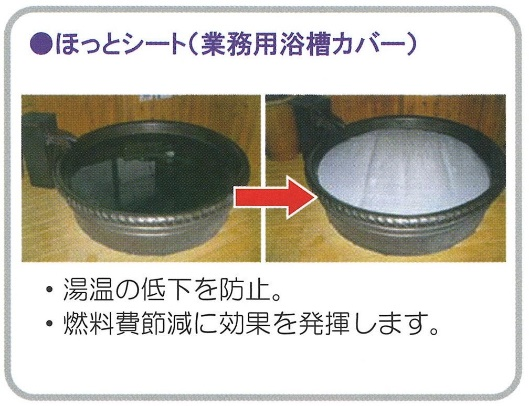 ●ほっとシート(業務用浴槽カバー)
・湯温の低下を防止。
・燃料費節減に効果を発揮します。